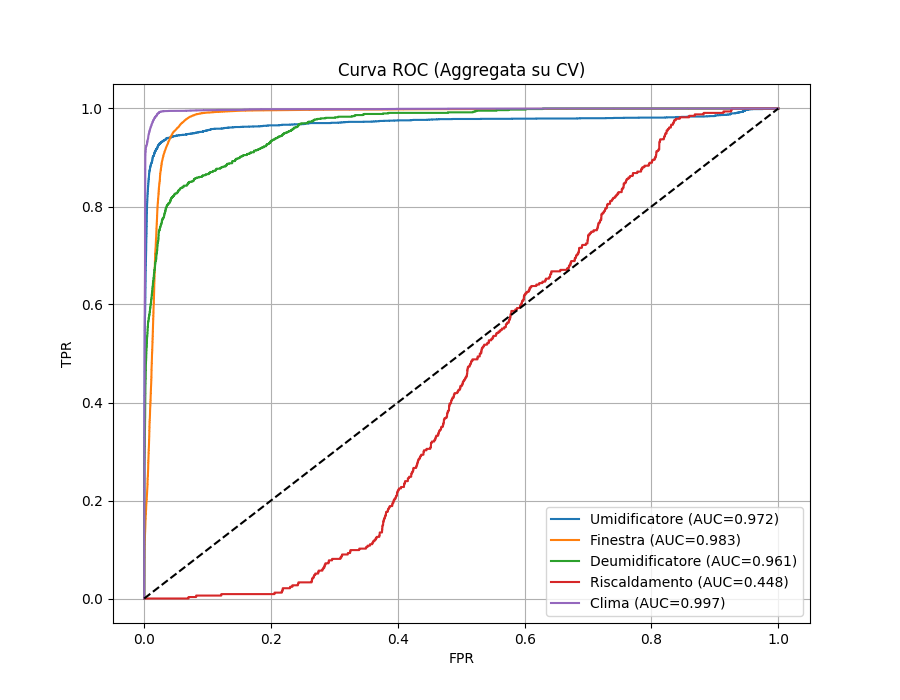 Curva ROC (Aggregata su CV)
1.0
0.8
0.6
0.4
0.2
0.0
TPR
0.0 0.2 0.4 0.6 0.8 1.0
FPR
Umidificatore (AUC=0.972)
Finestra (AUC=0.983)
Deumidificatore (AUC=0.961)
Riscaldamento (AUC=0.448)
Clima (AUC=0.997)